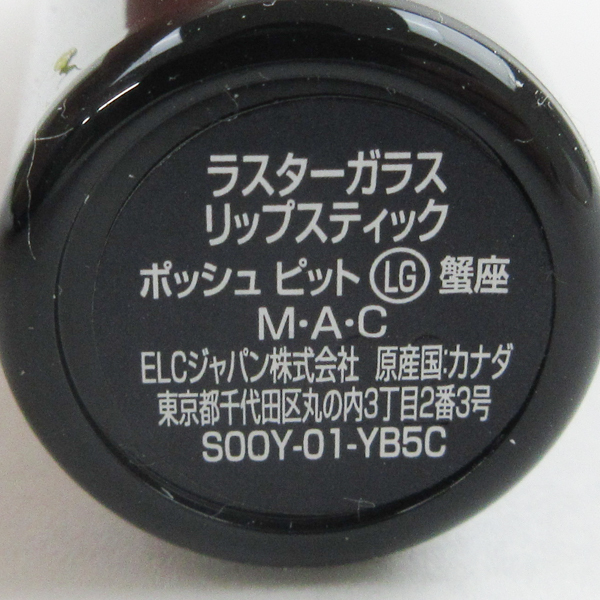 ラスターガラス
リップスティック
ポッシュ ピット LG 蟹座
M・A・C
ELCジャパン株式会社 原産国:カナダ
東京都千代田区丸の内3丁目2番3号
S00Y-01-YB5C